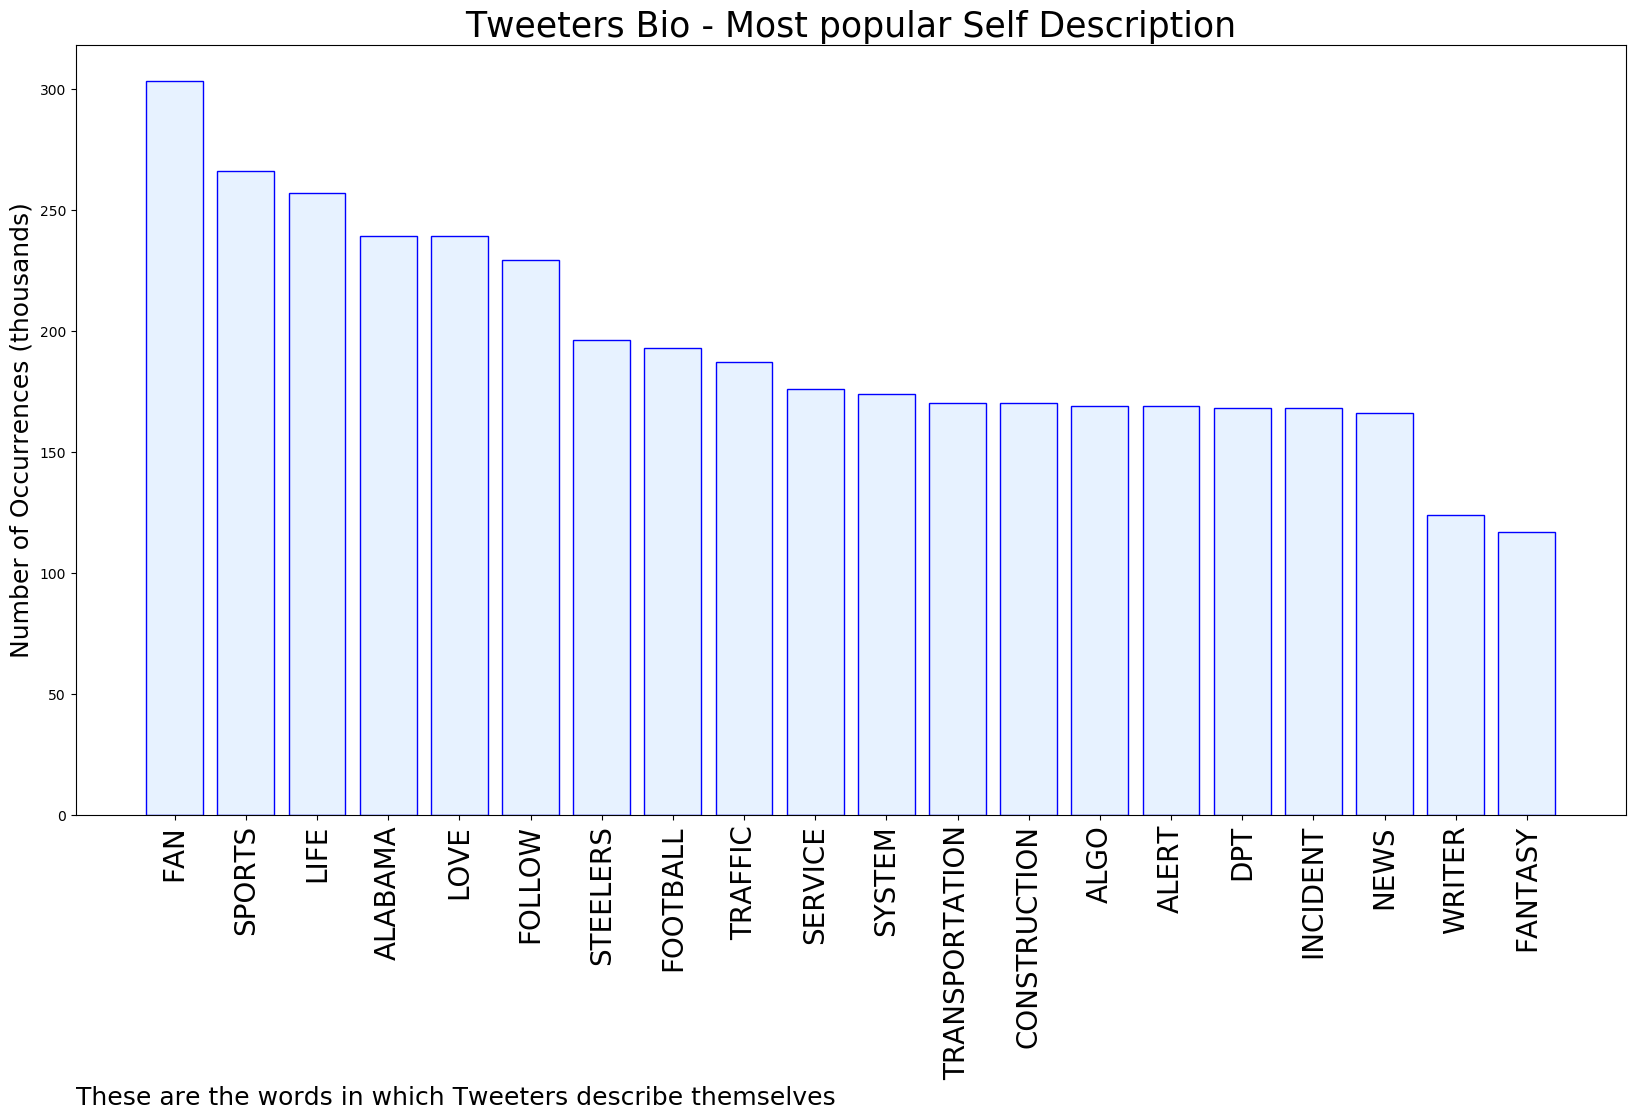 Tweeters Bio - Most popular Self Description
Number of Occurrences (thousands)
300
250
200
150
100
50
0
FAN
SPORTS
LIFE
ALABAMA
LOVE
FOLLOW
STEELERS
FOOTBALL
TRAFFIC
SERVICE
SYSTEM
TRANSPORTATION
CONSTRUCTION
ALGO
ALERT
DPT
INCIDENT
NEWS
WRITER
FANTASY
These are the words in which Tweeters describe themselves